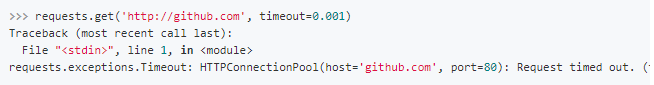 >>> requests.get('http://github.com', timeout=0.001)
Traceback (most recent call last):
  File "<stdin>", line 1, in <module>
requests.exceptions.Timeout: HTTPConnectionPool(host='github.com', port=80): Request timed out. (